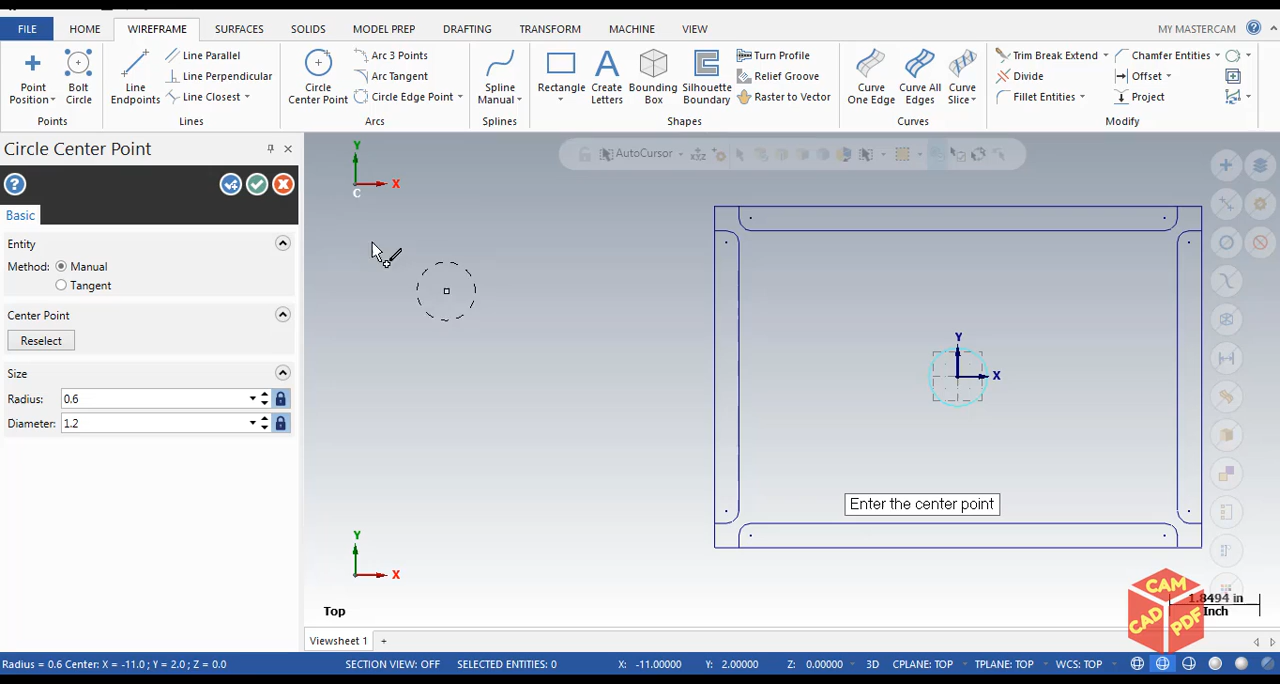 FILE HOME WIREFRAME SURFACES SOLIDS MODEL PREP DRAFTING TRANSFORM MACHINE VIEW MY MASTERCAM
Point Position
Bolt Circle
Points
Line Endpoints
Line Parallel
Line Perpendicular
Line Closest
Lines
Circle Center Point
Arc 3 Points
Arc Tangent
Circle Edge Point
Arcs
Spline Manual
Splines
Rectangle
Create Letters
Bounding Box
Silhouette Boundary
Turn Profile
Relief Groove
Raster to Vector
Shapes
Curve One Edge
Curve All Edges
Curve Slice
Curves
Trim Break Extend
Divide
Fillet Entities
Chamfer Entities
Offset
Project
Modify
Circle Center Point
Basic
Entity
Method: Manual
Tangent
Center Point
Reselect
Size
Radius: 0.6
Diameter: 1.2
AutoCursor
XYZ
Y
X
C
Y
X
Enter the center point
Y
X
Top
1.8494 in
Inch
CAM
CAD
PDF
Viewsheet 1 +
Radius = 0.6 Center: X = -11.0 ; Y = 2.0 ; Z = 0.0 SECTION VIEW: OFF SELECTED ENTITIES: 0 X: -11.00000 Y: 2.00000 Z: 0.00000 3D CPLANE: TOP TPLANE: TOP WCS: TOP